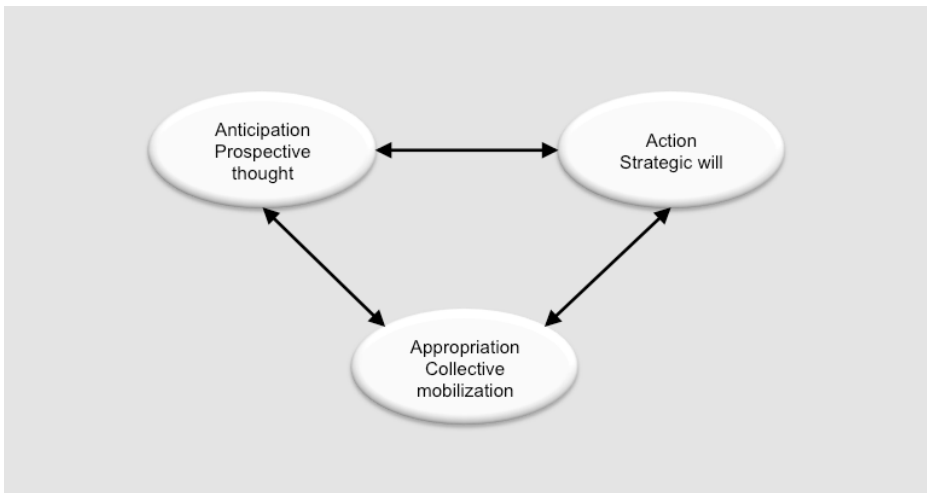 Anticipation
Prospective
thought
Action
Strategic will
Appropriation
Collective
mobilization